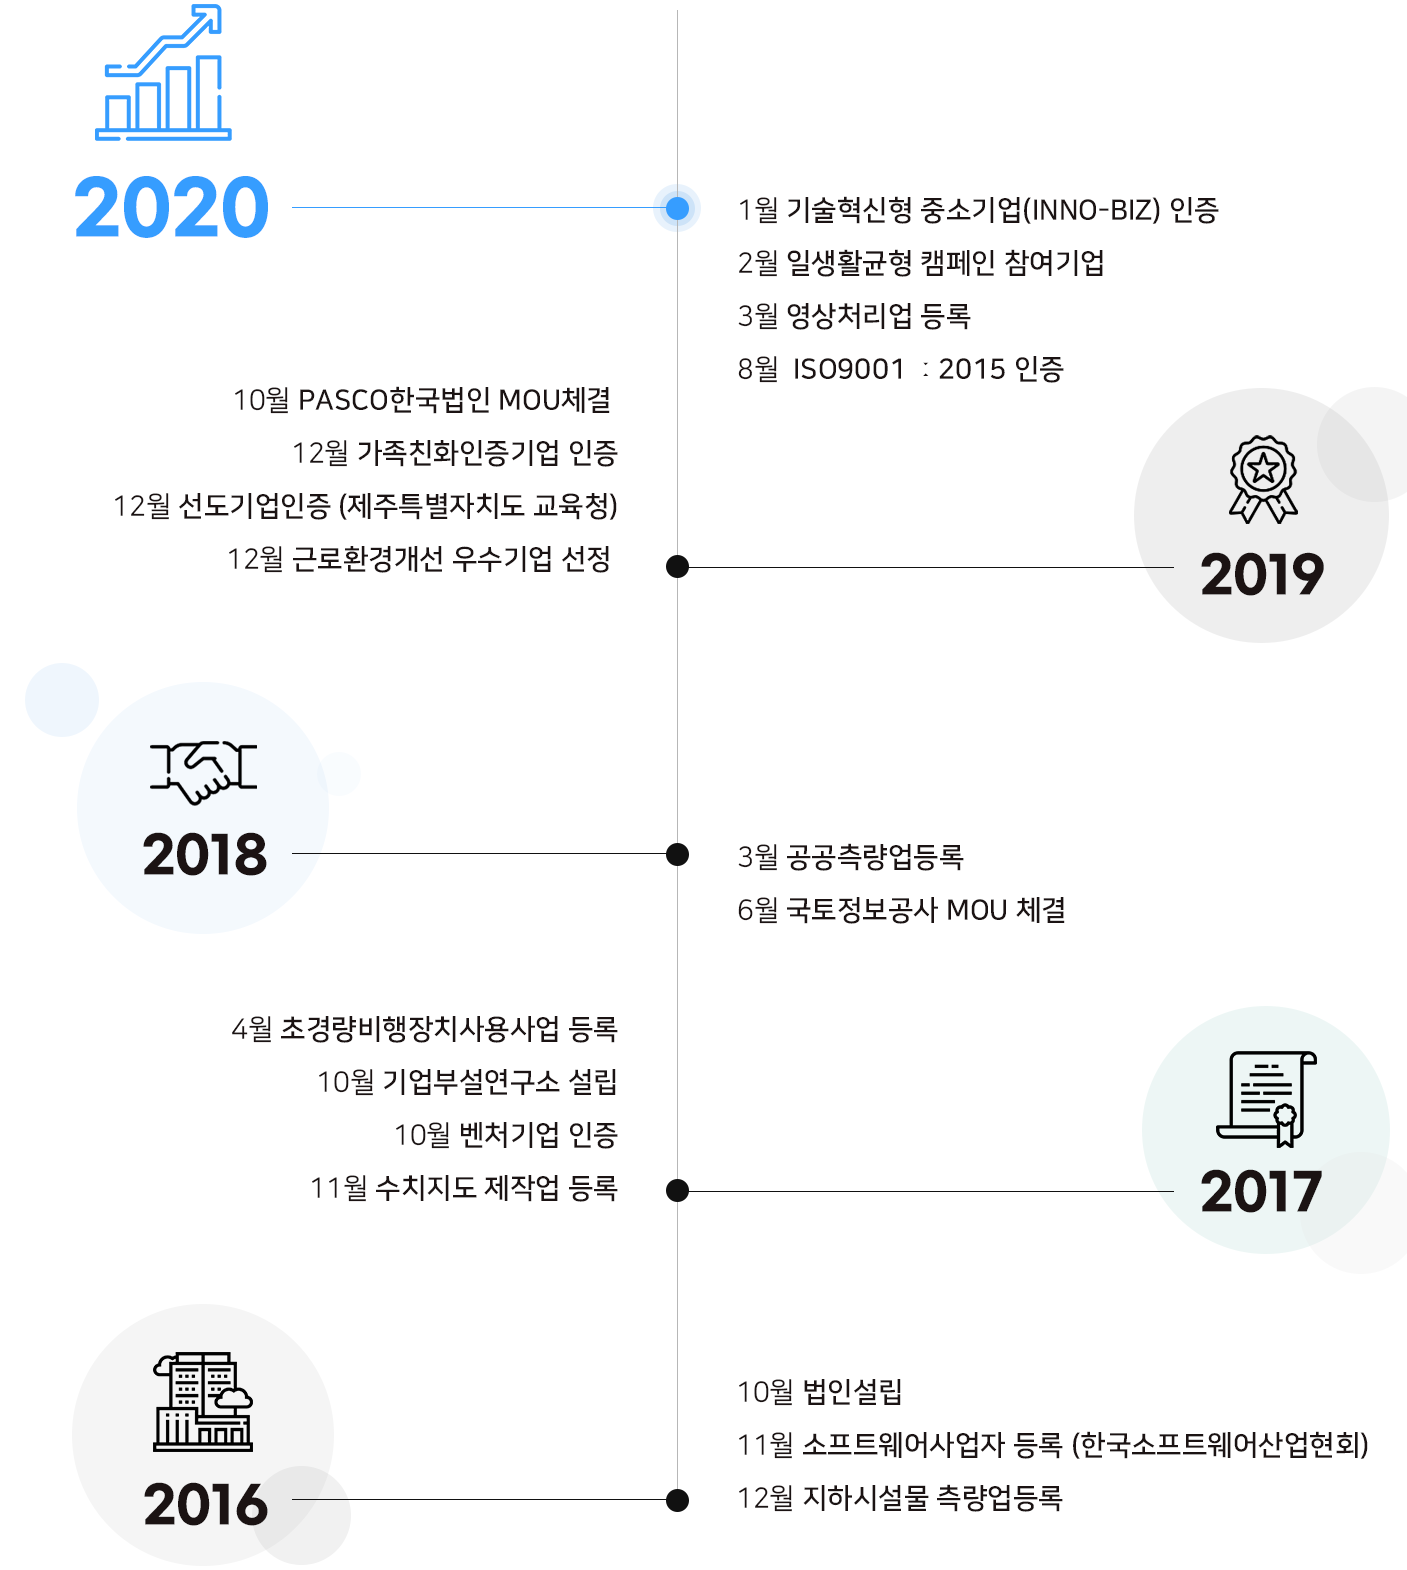 2020
1월 기술혁신형 중소기업(INNO-BIZ) 인증
2월 일생활균형 캠페인 참여기업
3월 영상처리업 등록
8월 ISO9001 : 2015 인증
10월 PASCO한국법인 MOU체결
12월 가족친화인증기업 인증
12월 선도기업인증 (제주특별자치도 교육청)
12월 근로환경개선 우수기업 선정
2019
2018
3월 공공측량업등록
6월 국토정보공사 MOU 체결
4월 초경량비행장치사용사업 등록
10월 기업부설연구소 설립
10월 벤처기업 인증
11월 수치지도 제작업 등록
2017
2016
10월 법인설립
11월 소프트웨어사업자 등록 (한국소프트웨어산업현회)
12월 지하시설물 측량업등록